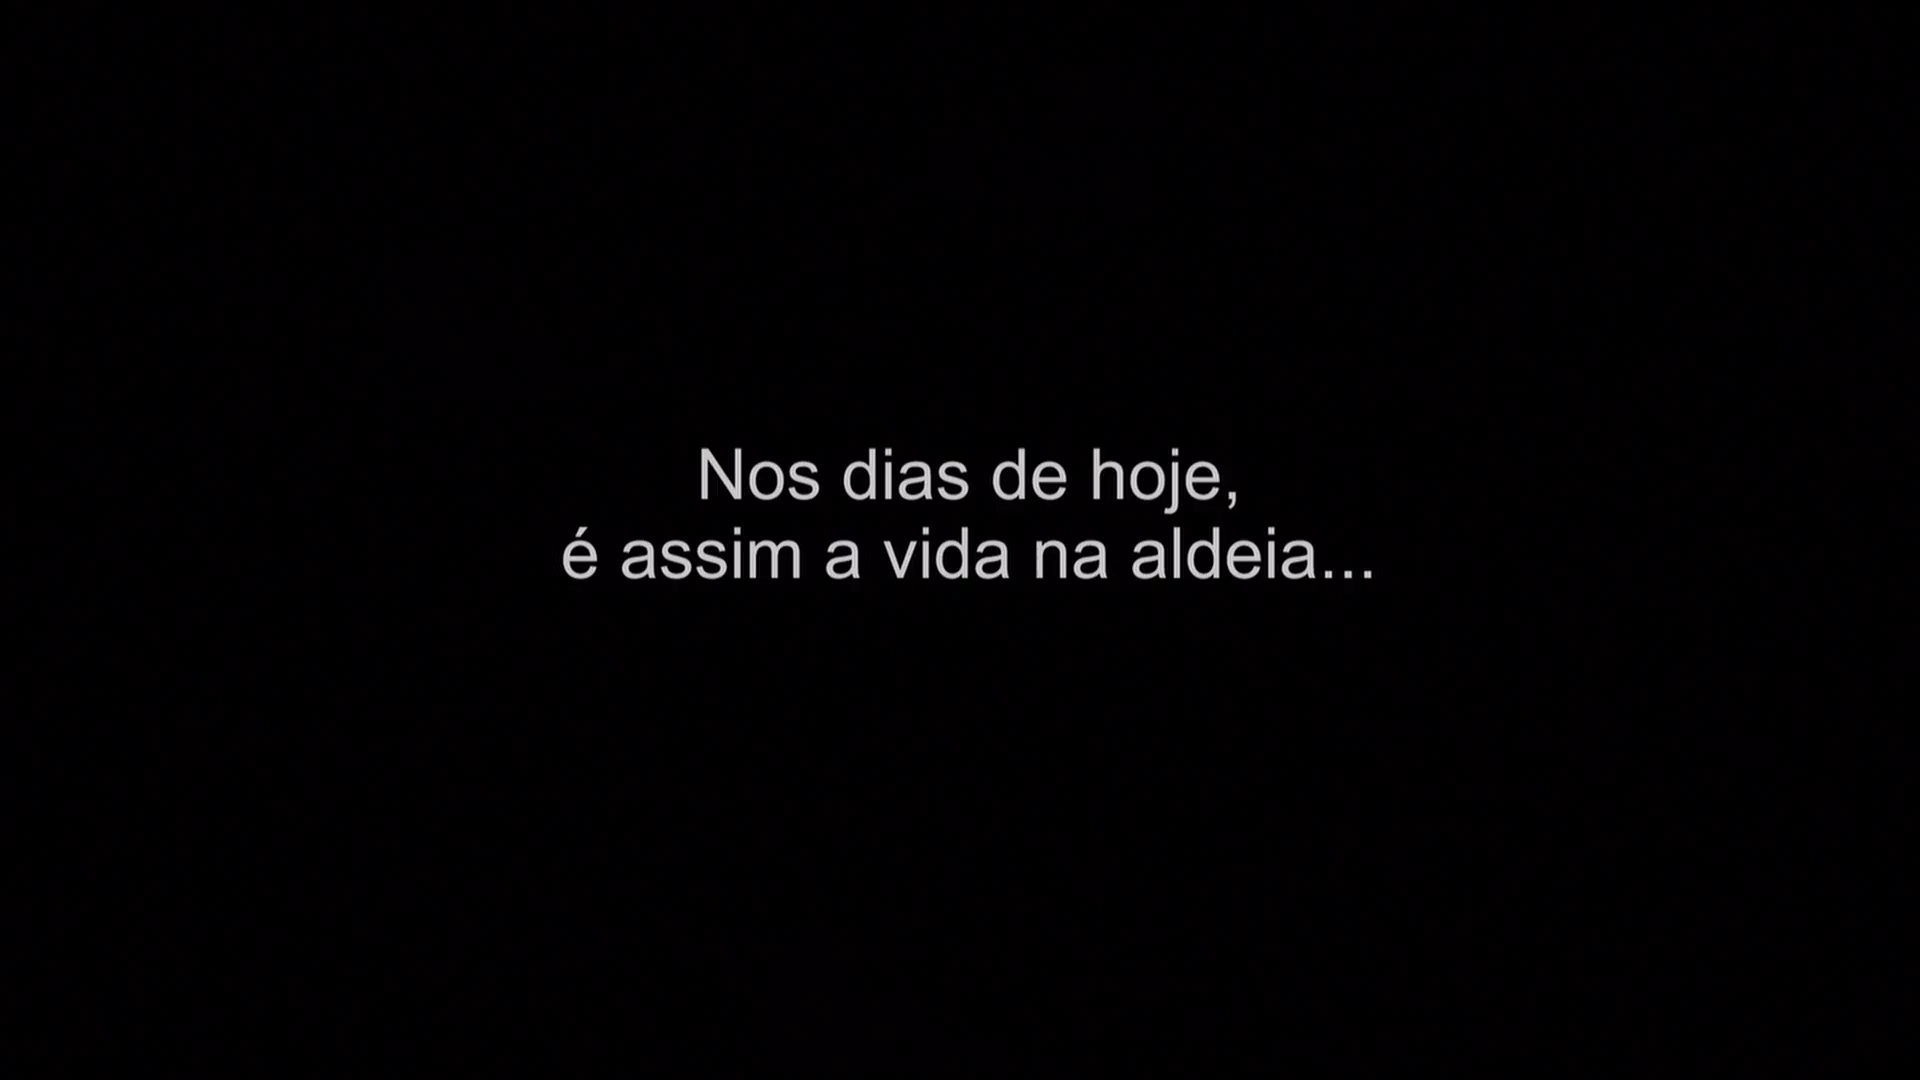 Nos dias de hoje,
é assim a vida na aldeia...